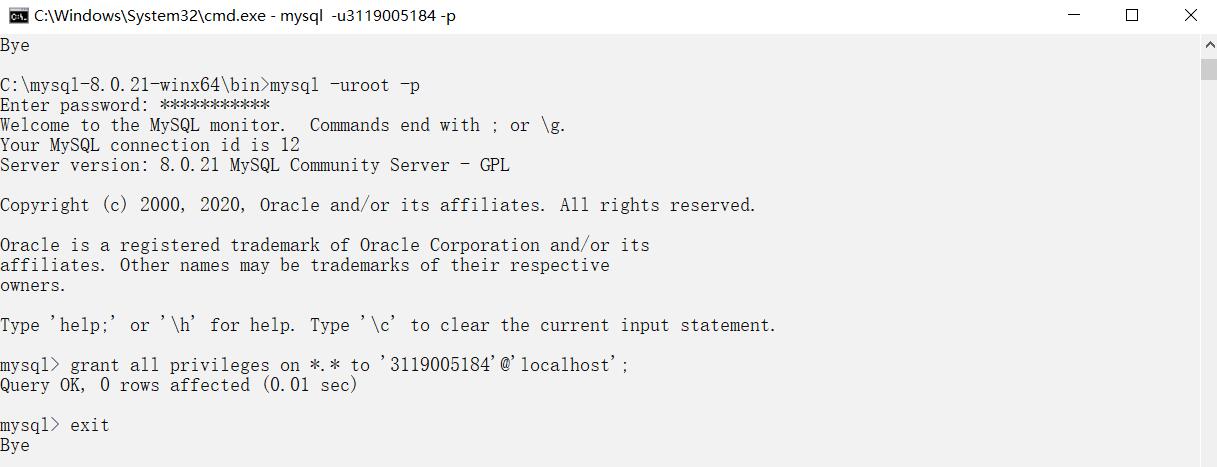 C:\Windows\System32\cmd.exe - mysql  -u3119005184 -p
Bye
C:\mysql-8.0.21-winx64\bin>mysql -uroot -p
Enter password: ***********
Welcome to the MySQL monitor.  Commands end with ; or \g.
Your MySQL connection id is 12
Server version: 8.0.21 MySQL Community Server - GPL
Copyright (c) 2000, 2020, Oracle and/or its affiliates. All rights reserved.
Oracle is a registered trademark of Oracle Corporation and/or its
affiliates. Other names may be trademarks of their respective
owners.
Type 'help;' or '\h' for help. Type '\c' to clear the current input statement.
mysql> grant all privileges on *.* to '3119005184'@'localhost';
Query OK, 0 rows affected (0.01 sec)
mysql> exit
Bye